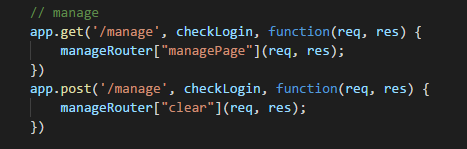 // manage
app.get('/manage', checkLogin, function(req, res) {
    manageRouter["managePage"](req, res);
})
app.post('/manage', checkLogin, function(req, res) {
    manageRouter["clear"](req, res);
})